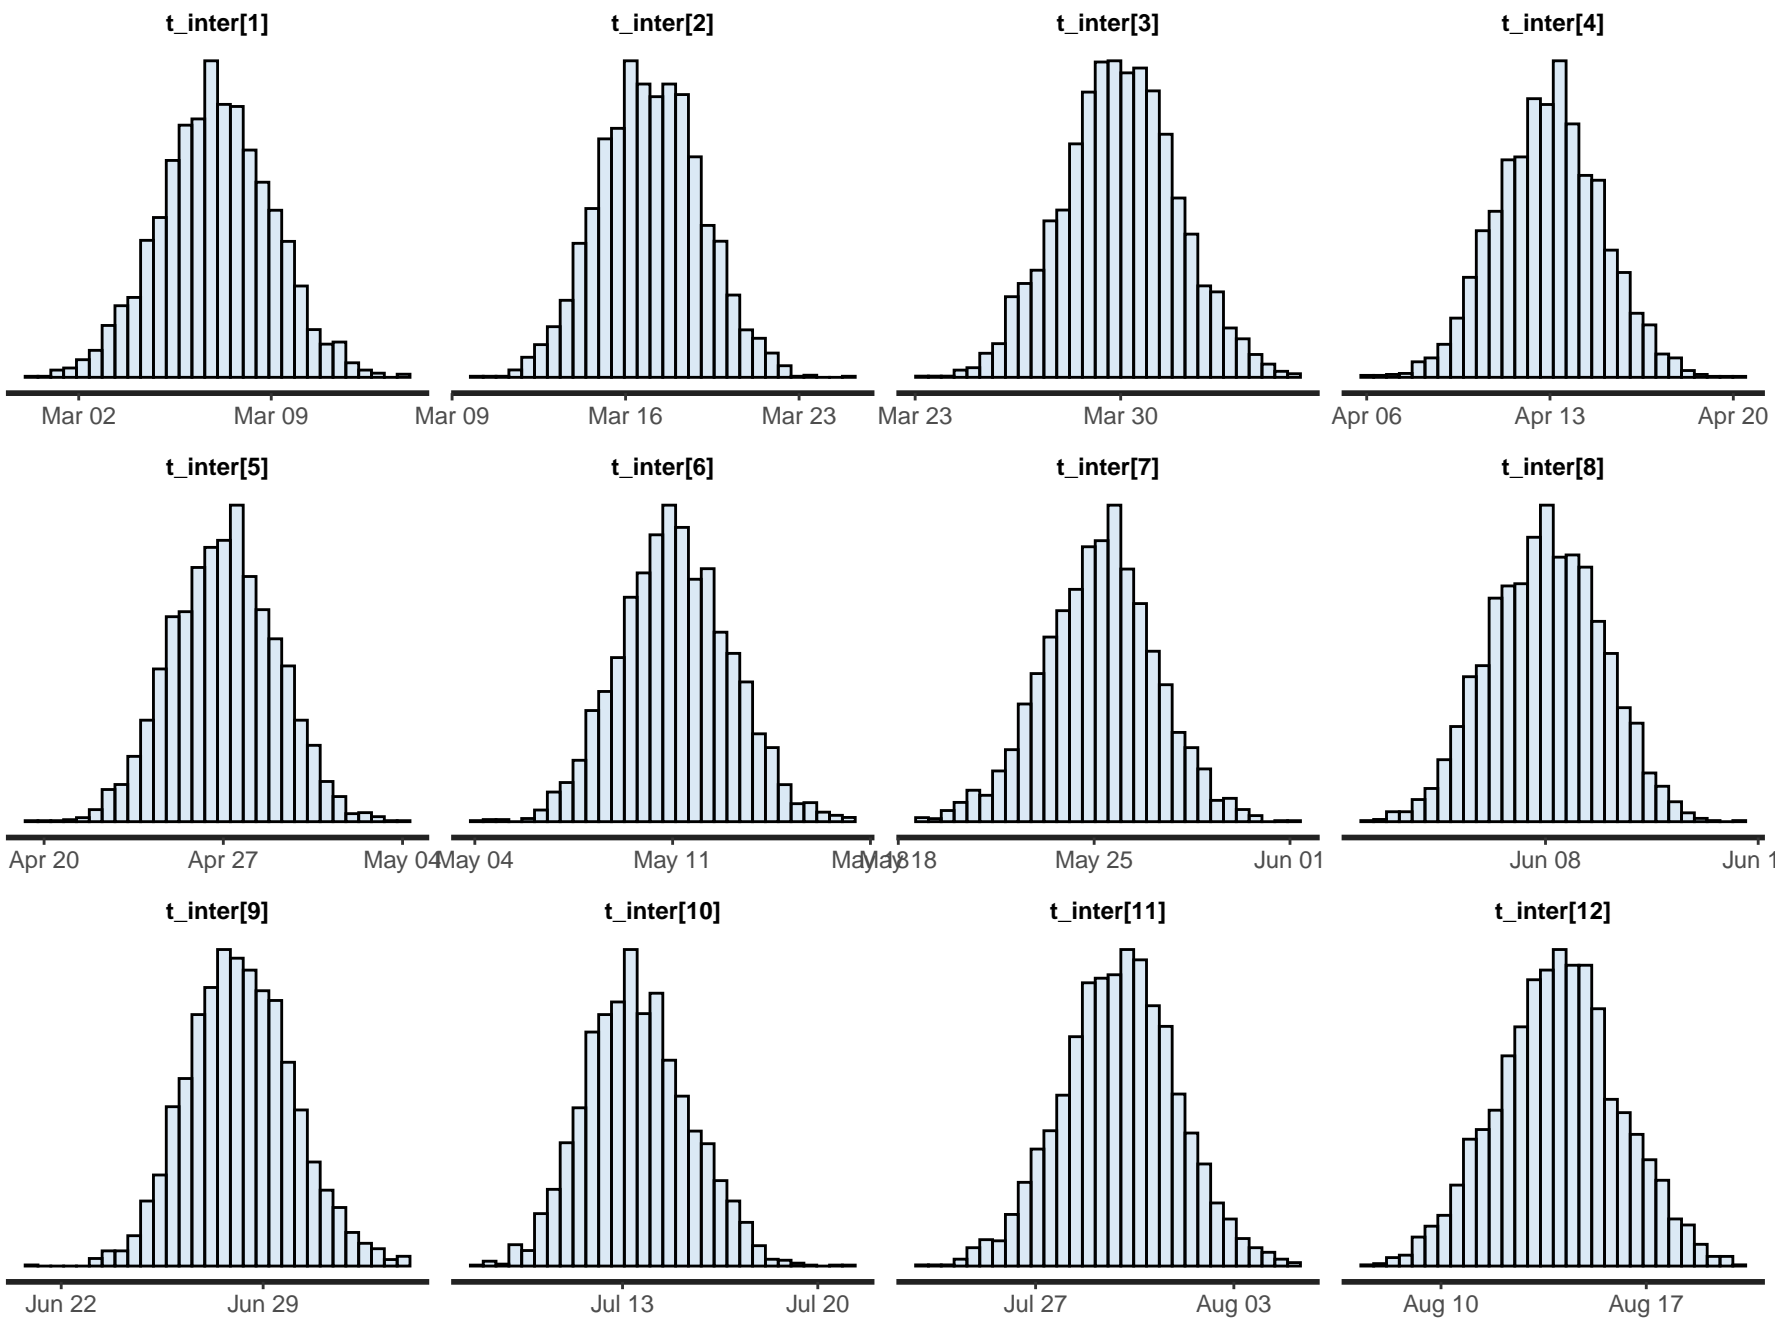 t_inter[1] t_inter[2] t_inter[3] t_inter[4]
Mar 02 Mar 09 Mar 09 Mar 16 Mar 23 Mar 23 Mar 30 Apr 06 Apr 13 Apr 20
t_inter[5] t_inter[6] t_inter[7] t_inter[8]
Apr 20 Apr 27 May 04 May 04 May 11 May 18 May 18 May 25 Jun 01 Jun 08 Jun 1
t_inter[9] t_inter[10] t_inter[11] t_inter[12]
Jun 22 Jun 29 Jul 13 Jul 20 Jul 27 Aug 03 Aug 10 Aug 17